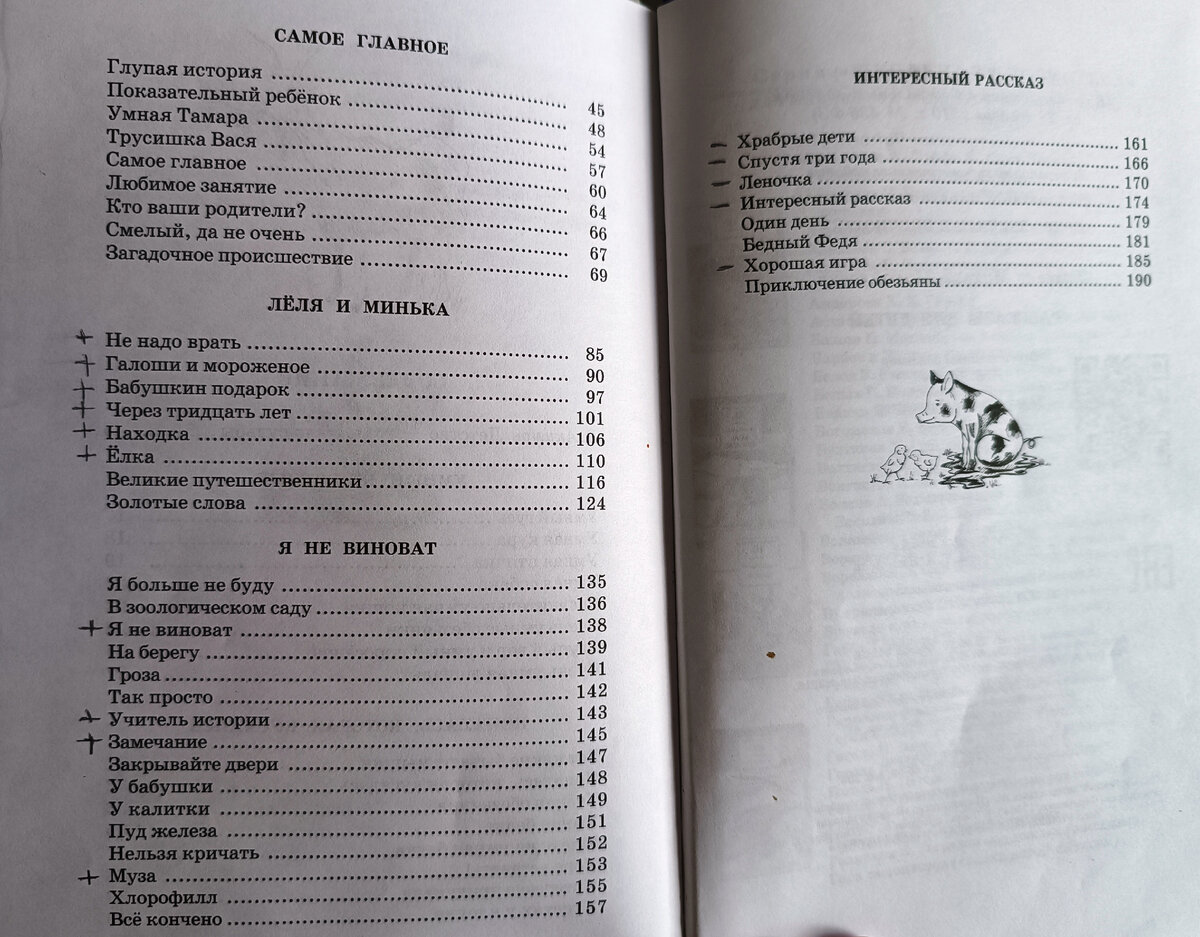 САМОЕ ГЛАВНОЕ
Глупая история ........ 45
Показательный ребёнок ........ 48
Умная Тамара ........ 54
Трусишка Вася ........ 57
Самое главное ........ 60
Любимое занятие ........ 64
Кто ваши родители? ........ 66
Смелый, да не очень ........ 67
Загадочное происшествие ........ 69
ЛЁЛЯ И МИНЬКА
+ Не надо врать ........ 85
+ Галоши и мороженое ........ 90
+ Бабушкин подарок ........ 97
+ Через тридцать лет ........ 101
+ Находка ........ 106
+ Ёлка ........ 110
Великие путешественники ........ 116
Золотые слова ........ 124
Я НЕ ВИНОВАТ
Я больше не буду ........ 135
В зоологическом саду ........ 136
+ Я не виноват ........ 138
На берегу ........ 139
Гроза ........ 141
Так просто ........ 142
+ Учитель истории ........ 143
+ Замечание ........ 145
Закрывайте двери ........ 147
У бабушки ........ 148
У калитки ........ 149
Пуд железа ........ 151
Нельзя кричать ........ 152
+ Муза ........ 153
Хлорофилл ........ 155
Всё кончено ........ 157
ИНТЕРЕСНЫЙ РАССКАЗ
– Храбрые дети ........ 161
– Спустя три года ........ 166
– Леночка ........ 170
– Интересный рассказ ........ 174
Один день ........ 179
Бедный Федя ........ 181
– Хорошая игра ........ 185
Приключение обезьяны ........ 190